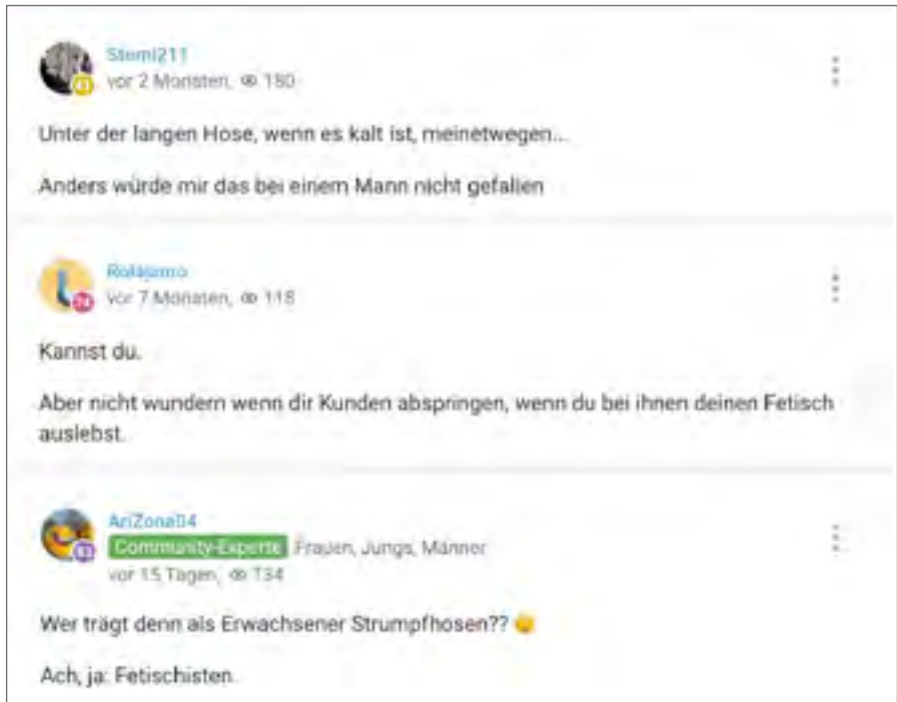 vor 2 Monaten, 180
Unter der langen Hose, wenn es kalt ist, meinetwegen...
Anders würde mir das bei einem Mann nicht gefallen
vor 7 Monaten, 118
Kannst du.
Aber nicht wundern wenn dir Kunden abspringen, wenn du bei ihnen deinen Fetisch
auslebst.
AriZona04
Community-Experte Frauen, Jungs, Männer
vor 15 Tagen, 134
Wer trägt denn als Erwachsener Strumpfhosen??
Ach, ja: Fetischisten.